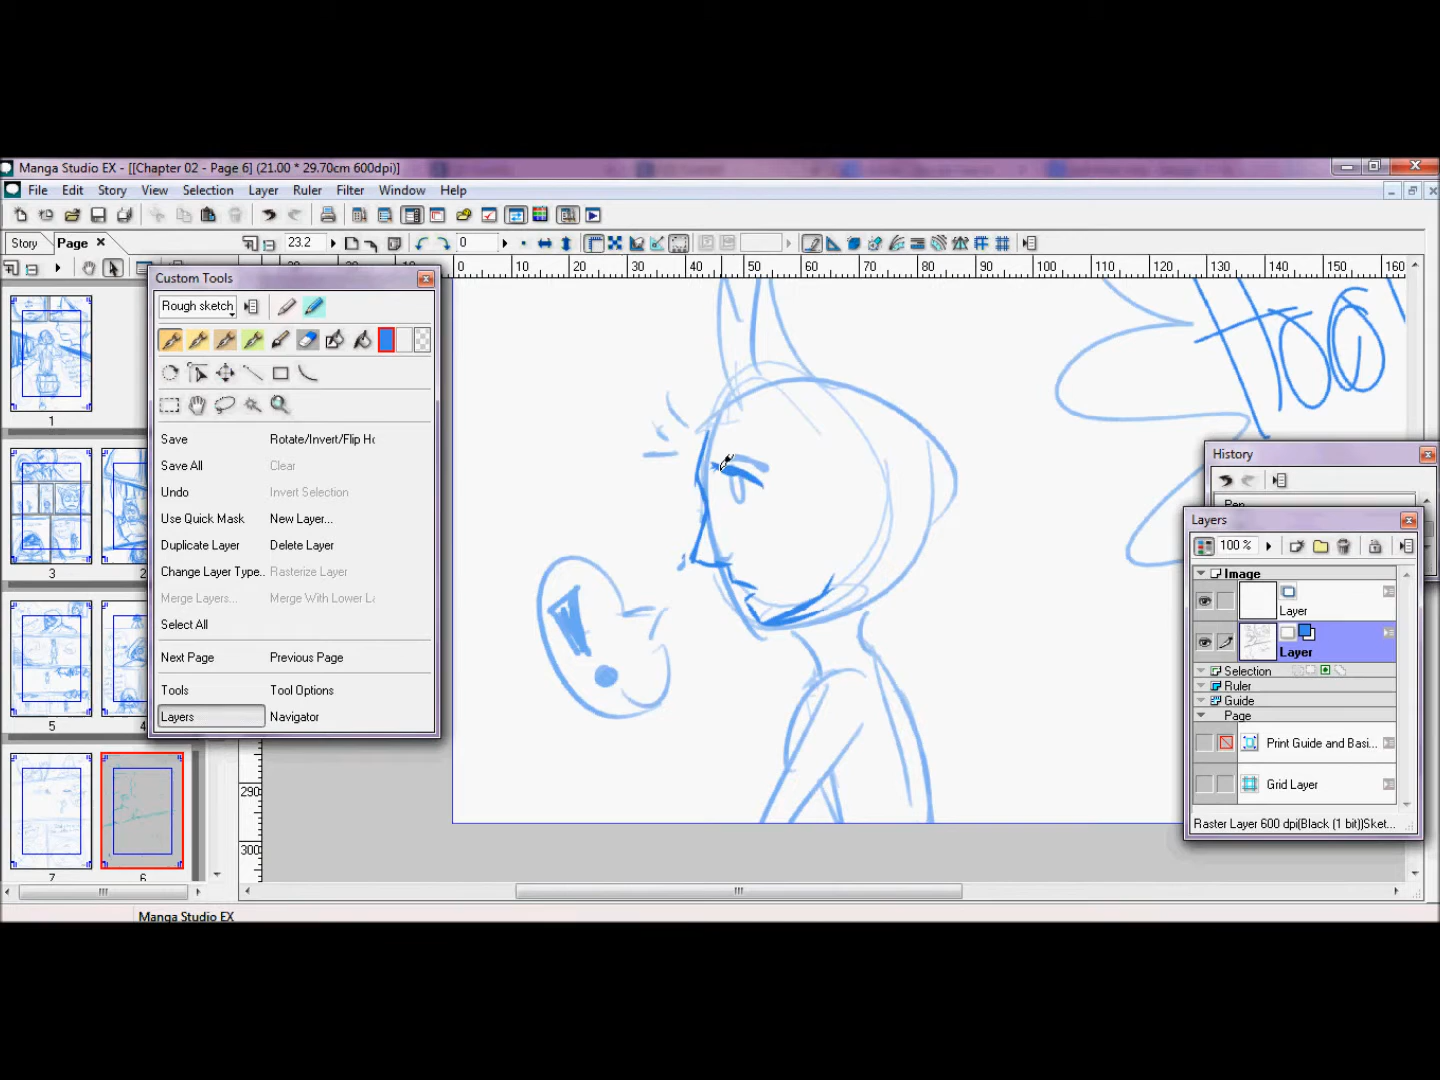 Manga Studio EX - [[Chapter 02 - Page 6] (21.00 * 29.70cm 600dpi)]
File Edit Story View Selection Layer Ruler Filter Window Help
Story Page 23.2 0
0 10 20 30 40 50 60 70 80 90 100 110 120 130 140 150 160
Custom Tools
Rough sketch
Save Rotate/Invert/Flip Ho
Save All Clear
Undo Invert Selection
Use Quick Mask New Layer...
Duplicate Layer Delete Layer
Change Layer Type.. Rasterize Layer
Merge Layers... Merge With Lower La
Select All
Next Page Previous Page
Tools Tool Options
Layers Navigator
1
3 2
5 4
7 6
290
300
!
History
Pen
Layers
100 %
Image
Layer
Layer
Selection
Ruler
Guide
Page
Print Guide and Basi...
Grid Layer
Raster Layer 600 dpi(Black (1 bit))Sket...
Manga Studio EX